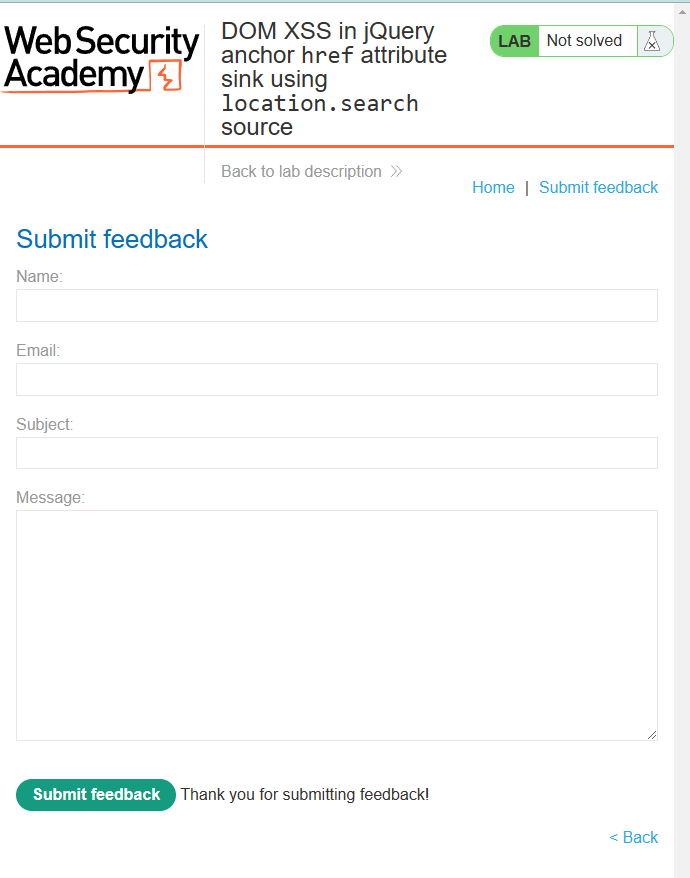 Web Security
Academy
DOM XSS in jQuery
anchor href attribute
sink using
location.search
source
LAB Not solved
Back to lab description
Home | Submit feedback
Submit feedback
Name:
Email:
Subject:
Message:
Submit feedback Thank you for submitting feedback!
< Back